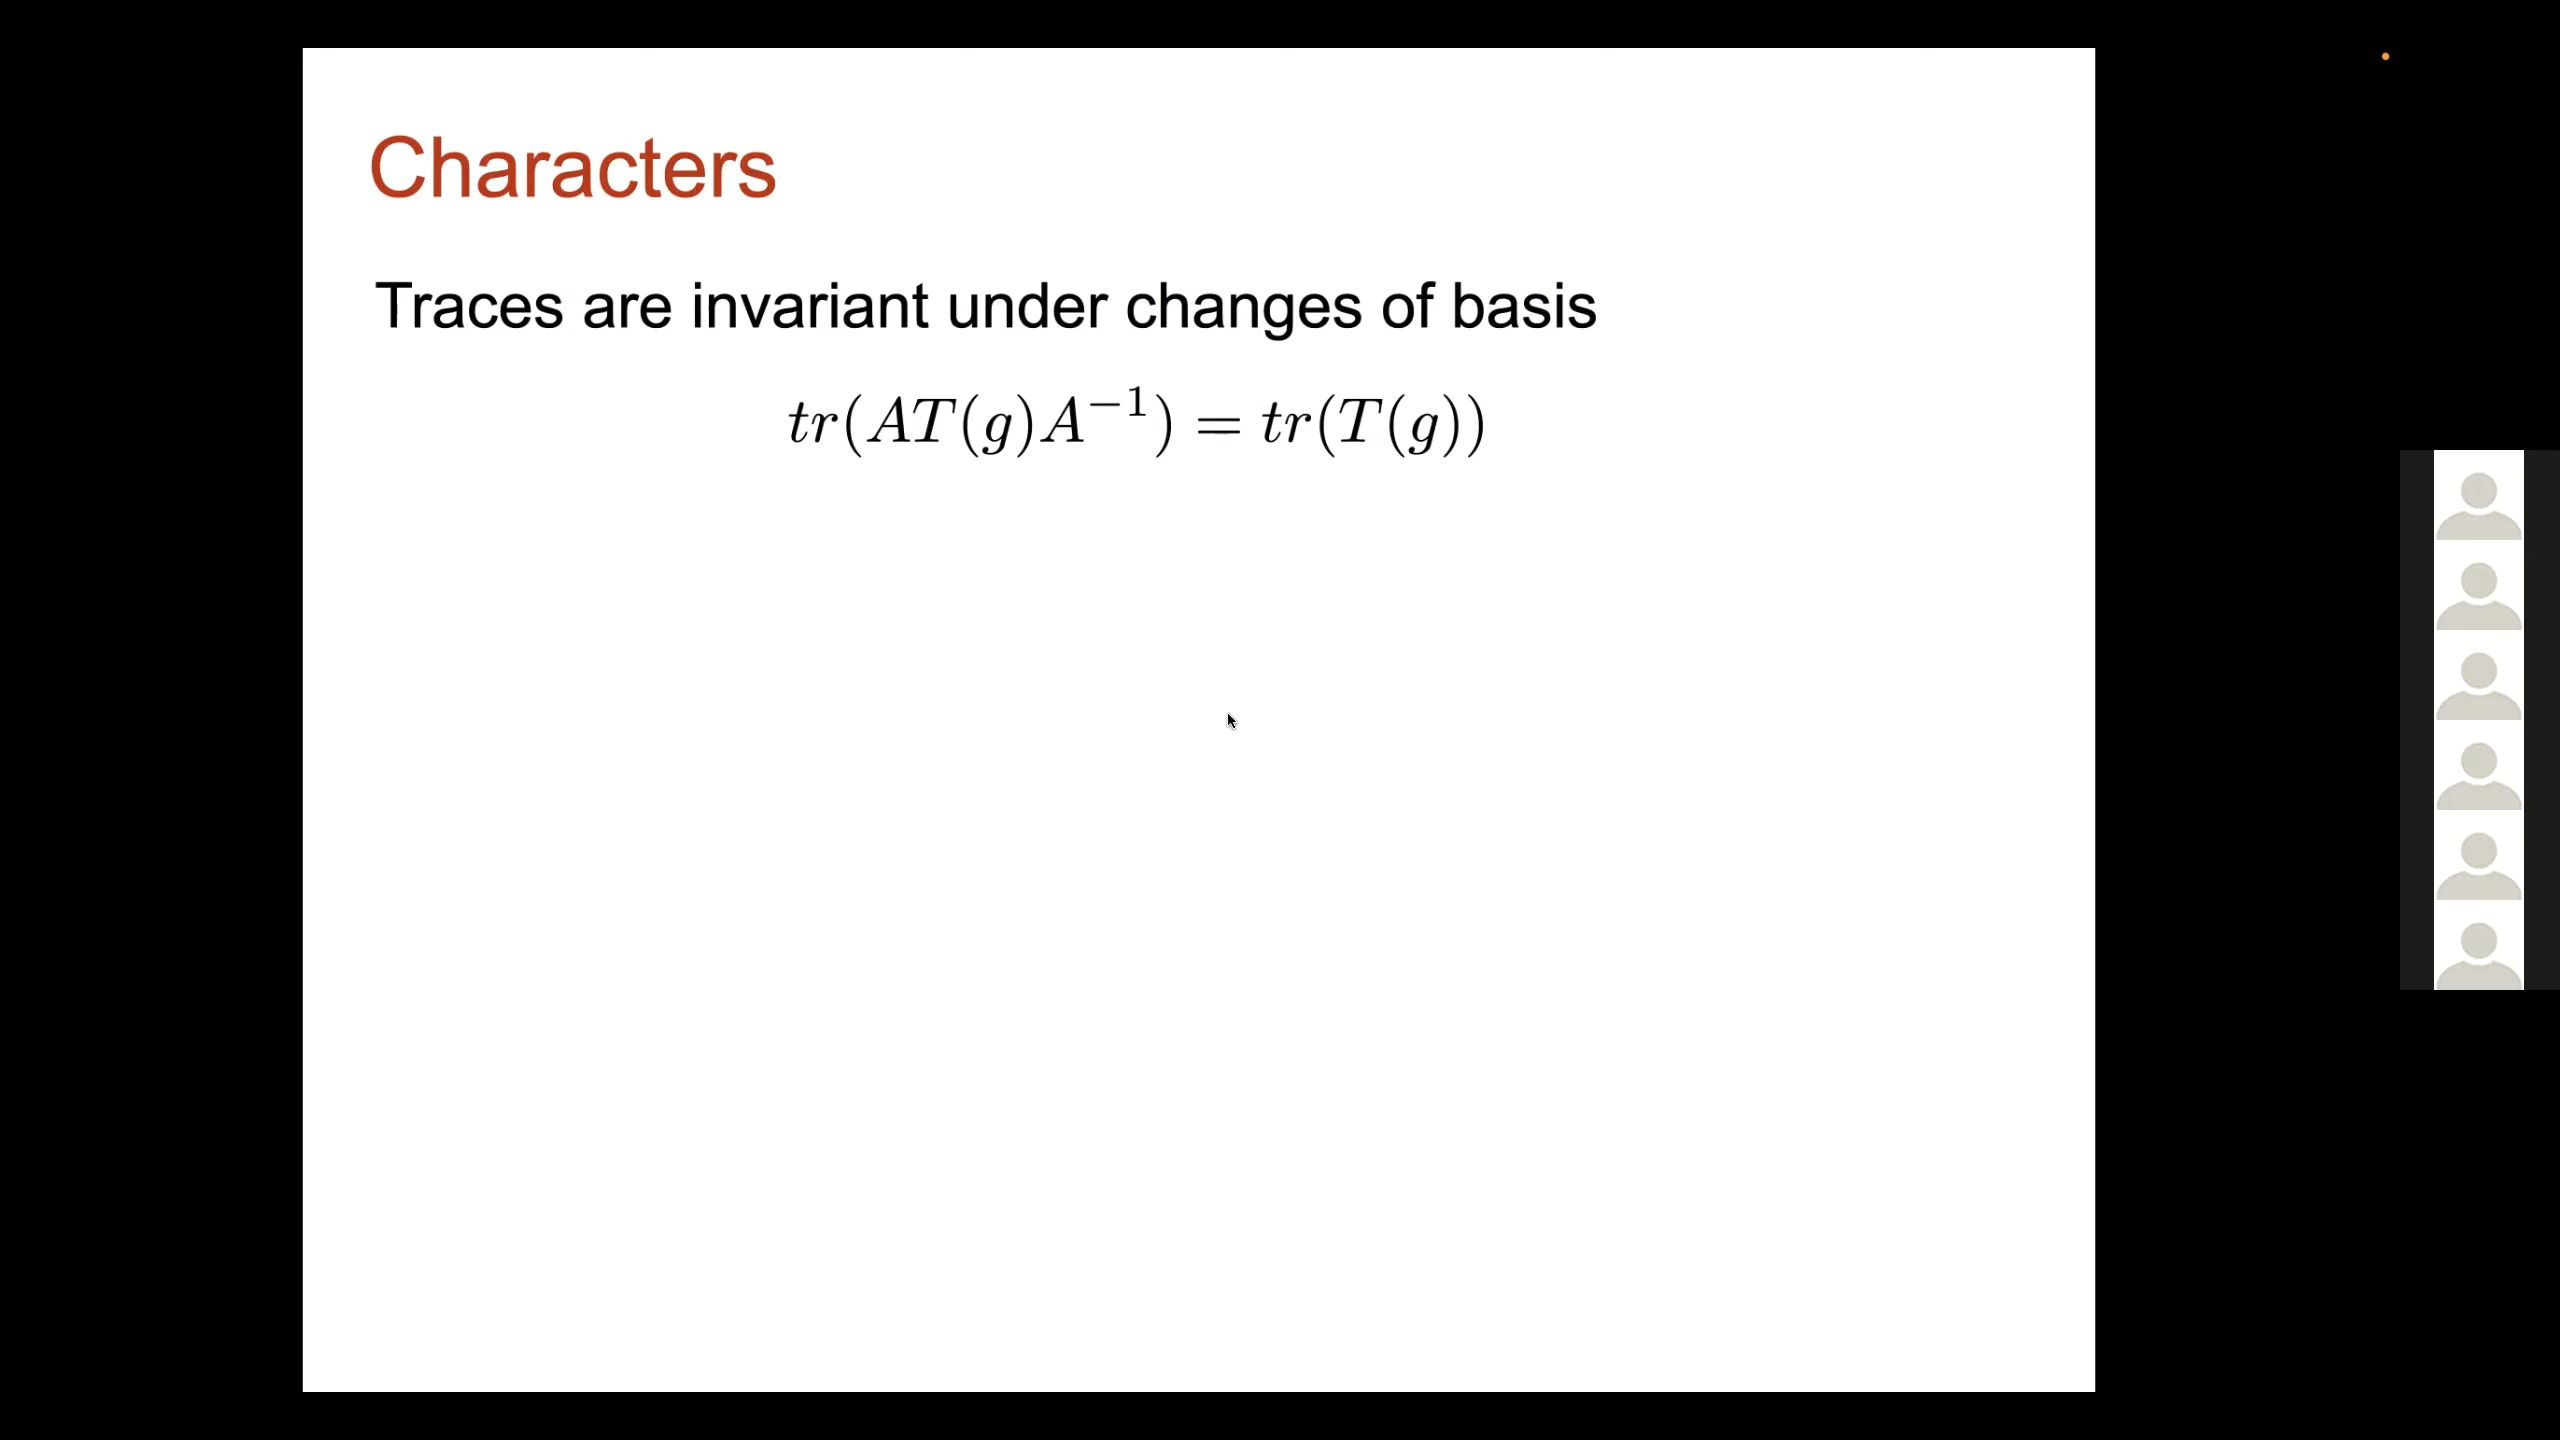 Characters
Traces are invariant under changes of basis
tr(AT(g)A⁻¹) = tr(T(g))